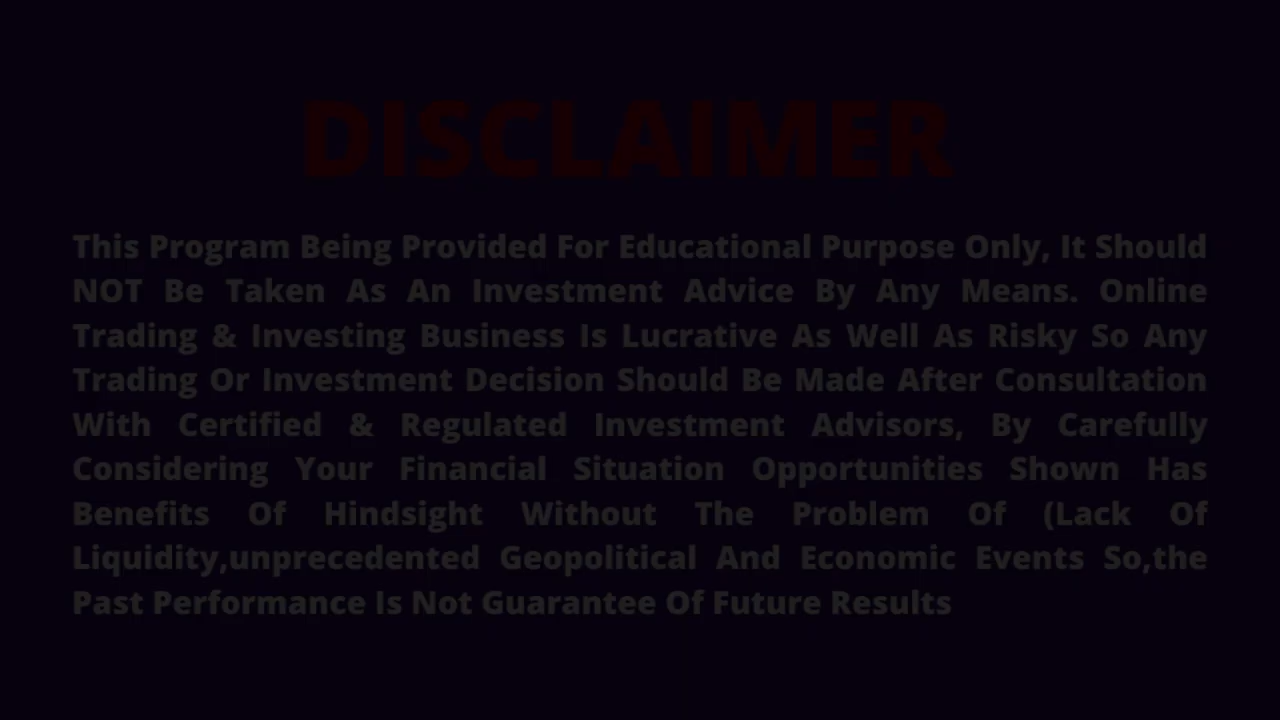 DISCLAIMER
This Program Being Provided For Educational Purpose Only, It Should
NOT Be Taken As An Investment Advice By Any Means. Online
Trading & Investing Business Is Lucrative As Well As Risky So Any
Trading Or Investment Decision Should Be Made After Consultation
With Certified & Regulated Investment Advisors, By Carefully
Considering Your Financial Situation Opportunities Shown Has
Benefits Of Hindsight Without The Problem Of (Lack Of
Liquidity,unprecedented Geopolitical And Economic Events So,the
Past Performance Is Not Guarantee Of Future Results